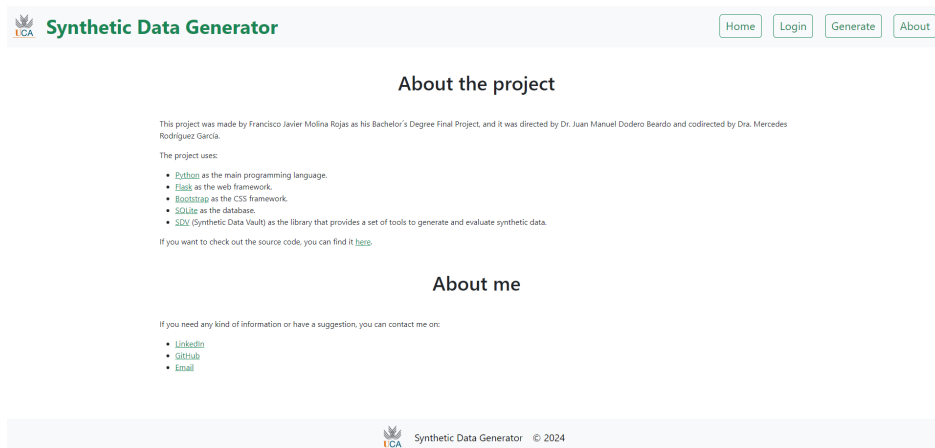 UCA
Synthetic Data Generator
Home
Login
Generate
About
About the project
This project was made by Francisco Javier Molina Rojas as his Bachelor´s Degree Final Project, and it was directed by Dr. Juan Manuel Dodero Beardo and codirected by Dra. Mercedes
Rodríguez García.
The project uses:
Python as the main programming language.
Flask as the web framework.
Bootstrap as the CSS framework.
SQLite as the database.
SDV (Synthetic Data Vault) as the library that provides a set of tools to generate and evaluate synthetic data.
If you want to check out the source code, you can find it here.
About me
If you need any kind of information or have a suggestion, you can contact me on:
LinkedIn
GitHub
Email
UCA
Synthetic Data Generator © 2024